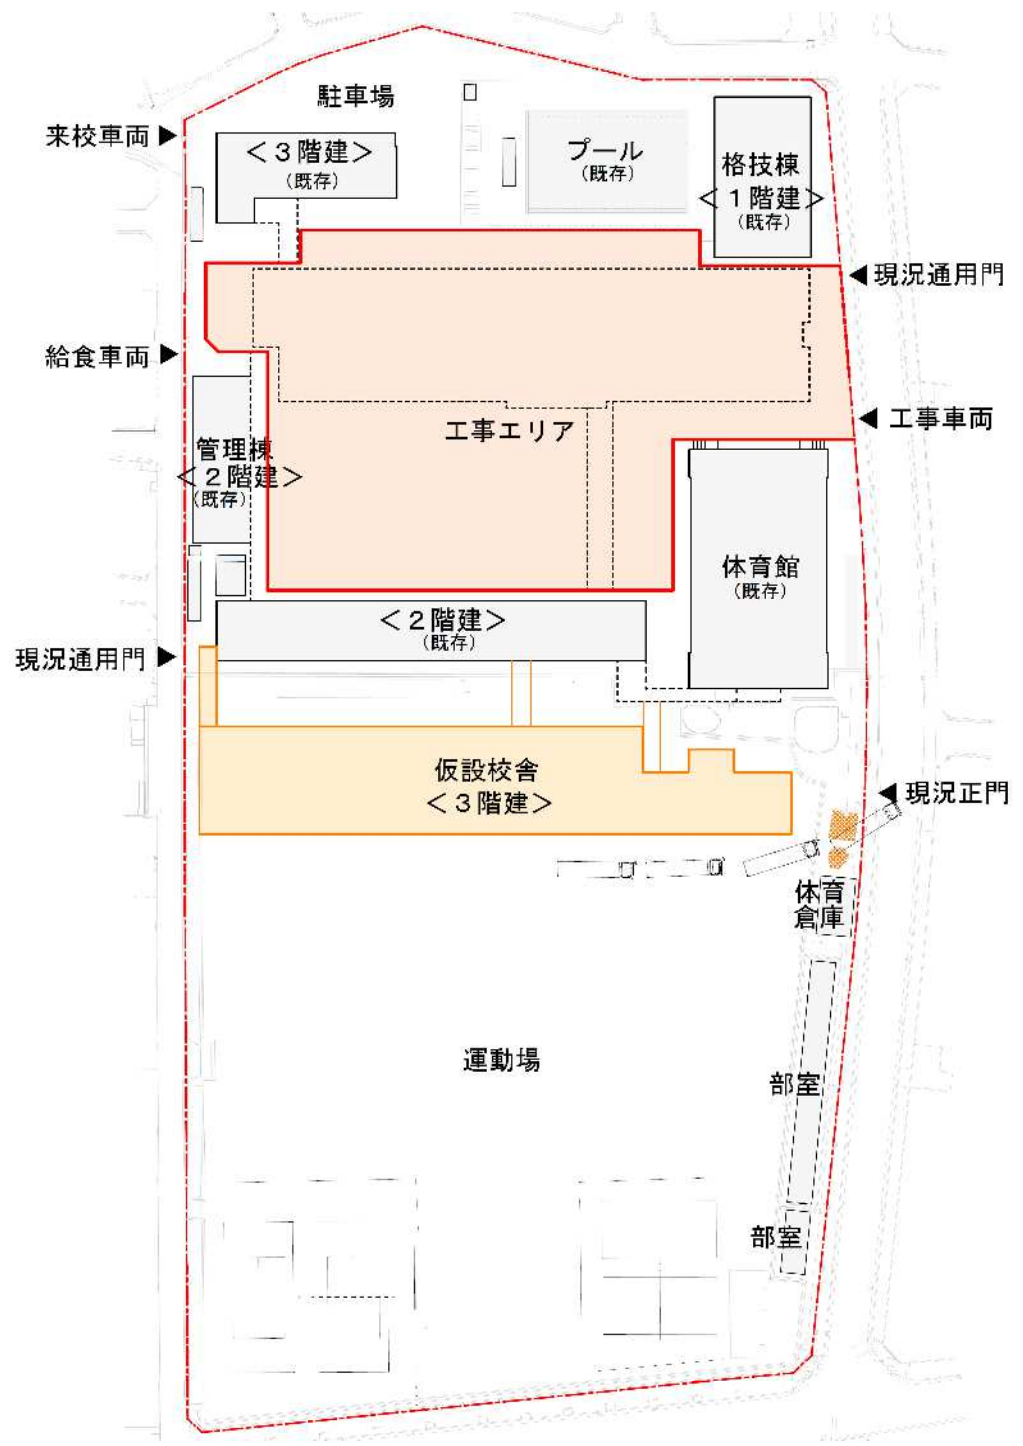 駐車場
来校車両▶
＜３階建＞
(既存)
プール
(既存)
格技棟
＜１階建＞
(既存)
◀現況通用門
給食車両▶
◀工事車両
工事エリア
管理棟
＜２階建＞
(既存)
体育館
(既存)
＜２階建＞
(既存)
現況通用門▶
仮設校舎
＜３階建＞
◀現況正門
体育
倉庫
運動場
部室
部室